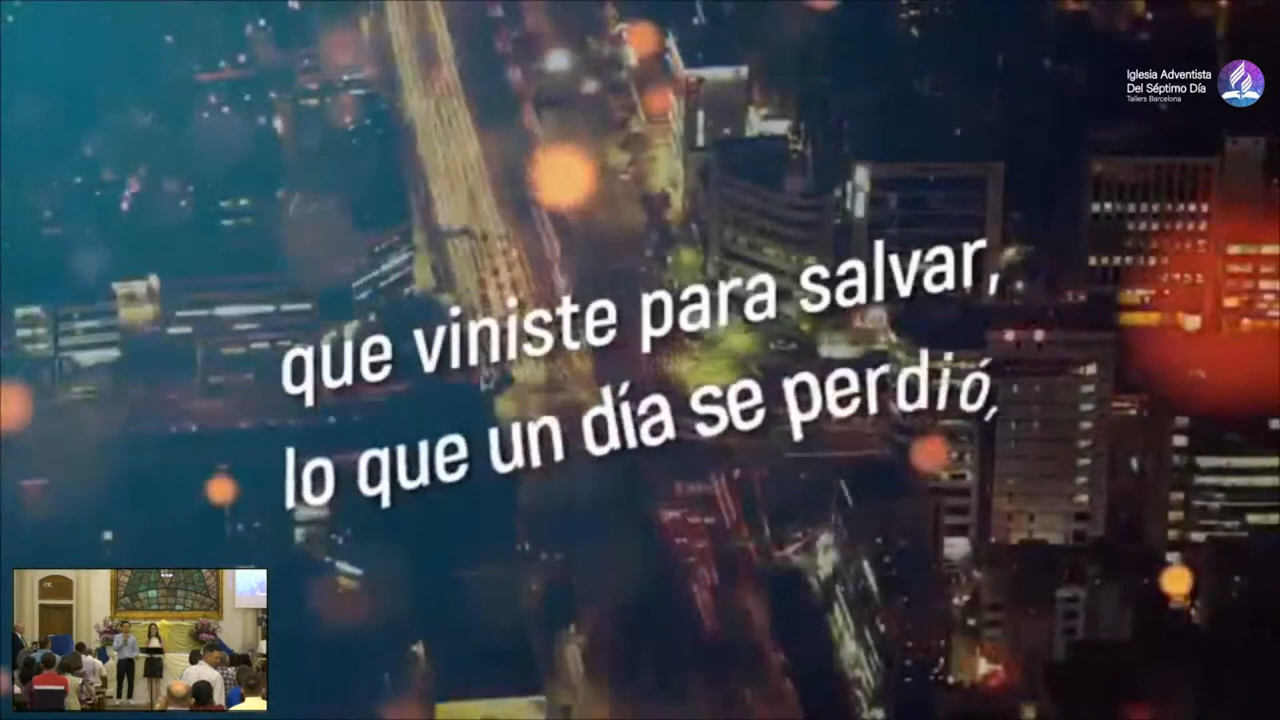 Iglesia Adventista
Del Séptimo Día
Tallers Barcelona
que viniste para salvar,
lo que un día se perdió,